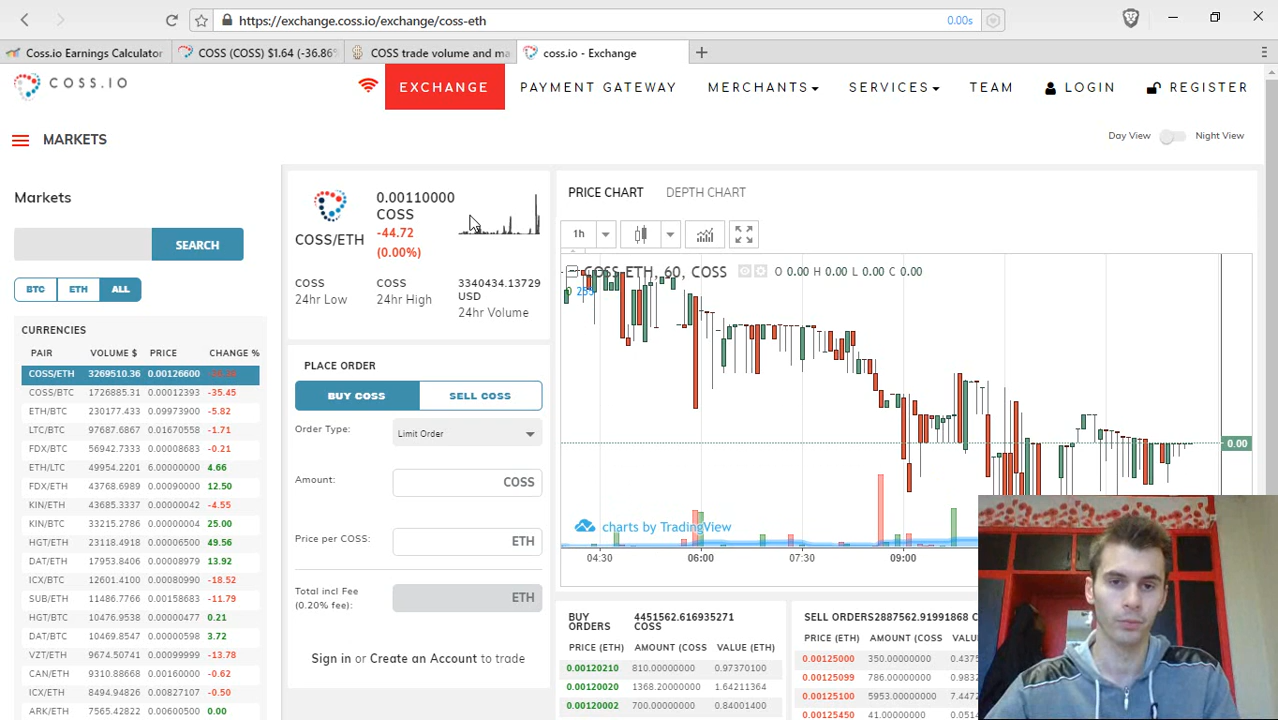 https://exchange.coss.io/exchange/coss-eth
0.00s
Coss.io Earnings Calculator
COSS (COSS) $1.64 (-36.86%
COSS trade volume and ma
coss.io - Exchange
COSS.IO
EXCHANGE
PAYMENT GATEWAY
MERCHANTS
SERVICES
TEAM
LOGIN
REGISTER
MARKETS
Day View
Night View
Markets
SEARCH
BTC
ETH
ALL
CURRENCIES
PAIR VOLUME $ PRICE CHANGE %
COSS/ETH 3269510.36 0.00126600
COSS/BTC 1726885.31 0.00012393 -35.45
ETH/BTC 230177.433 0.09973900 -5.82
LTC/BTC 97687.6867 0.01670558 -1.71
FDX/BTC 56942.7333 0.00008683 -0.21
ETH/LTC 49954.2201 6.00000000 4.66
FDX/ETH 43768.6989 0.00090000 12.50
KIN/ETH 43685.3337 0.00000042 -4.55
KIN/BTC 33215.2786 0.00000004 25.00
HGT/ETH 23118.4918 0.00006500 49.56
DAT/ETH 17953.8406 0.00008979 13.92
ICX/BTC 12601.4100 0.00080990 -18.52
SUB/ETH 11486.7766 0.00158683 -11.79
HGT/BTC 10476.9538 0.00000477 0.21
DAT/BTC 10469.8547 0.00000598 3.72
VZT/ETH 9674.50741 0.00099999 -13.78
CAN/ETH 9310.88668 0.00160000 -0.62
ICX/ETH 8494.94826 0.00827107 -0.50
ARK/ETH 7565.42822 0.00600500 0.00
COSS/ETH
0.00110000
COSS
-44.72
(0.00%)
COSS
24hr Low
COSS
24hr High
3340434.13729
USD
24hr Volume
PLACE ORDER
BUY COSS
SELL COSS
Order Type:
Limit Order
Amount:
COSS
Price per COSS:
ETH
Total incl Fee
(0.20% fee):
ETH
Sign in or Create an Account to trade
PRICE CHART
DEPTH CHART
1h
COSS_ETH, 60, COSS
O 0.00 H 0.00 L 0.00 C 0.00
0.00
charts by TradingView
04:30
06:00
07:30
09:00
BUY
ORDERS
4451562.616935271
COSS
PRICE (ETH) AMOUNT (COSS VALUE (ETH)
0.00120210 810.00000000 0.97370100
0.00120020 1368.20000000 1.64211364
0.00120002 700.00000000 0.84001400
SELL ORDERS 2887562.91991868 C
PRICE (ETH) AMOUNT (COSS VALU
0.00125000 350.00000000 0.4375
0.00125099 786.00000000 0.9832
0.00125100 5953.00000000 7.4472
0.00125450 41.00000000 0.0514